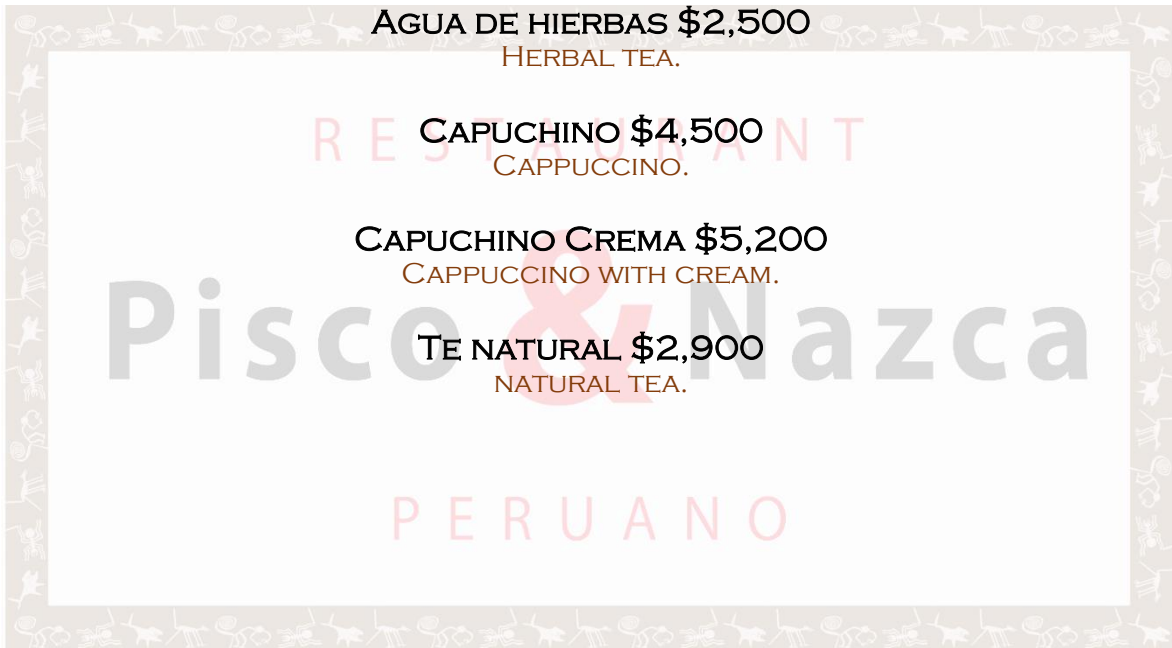 Agua de hierbas $2,500
Herbal tea.
RESTAURANT
Capuchino $4,500
Cappuccino.
Capuchino Crema $5,200
Cappuccino with cream.
Pisco & Nazca
Te natural $2,900
natural tea.
PERUANO